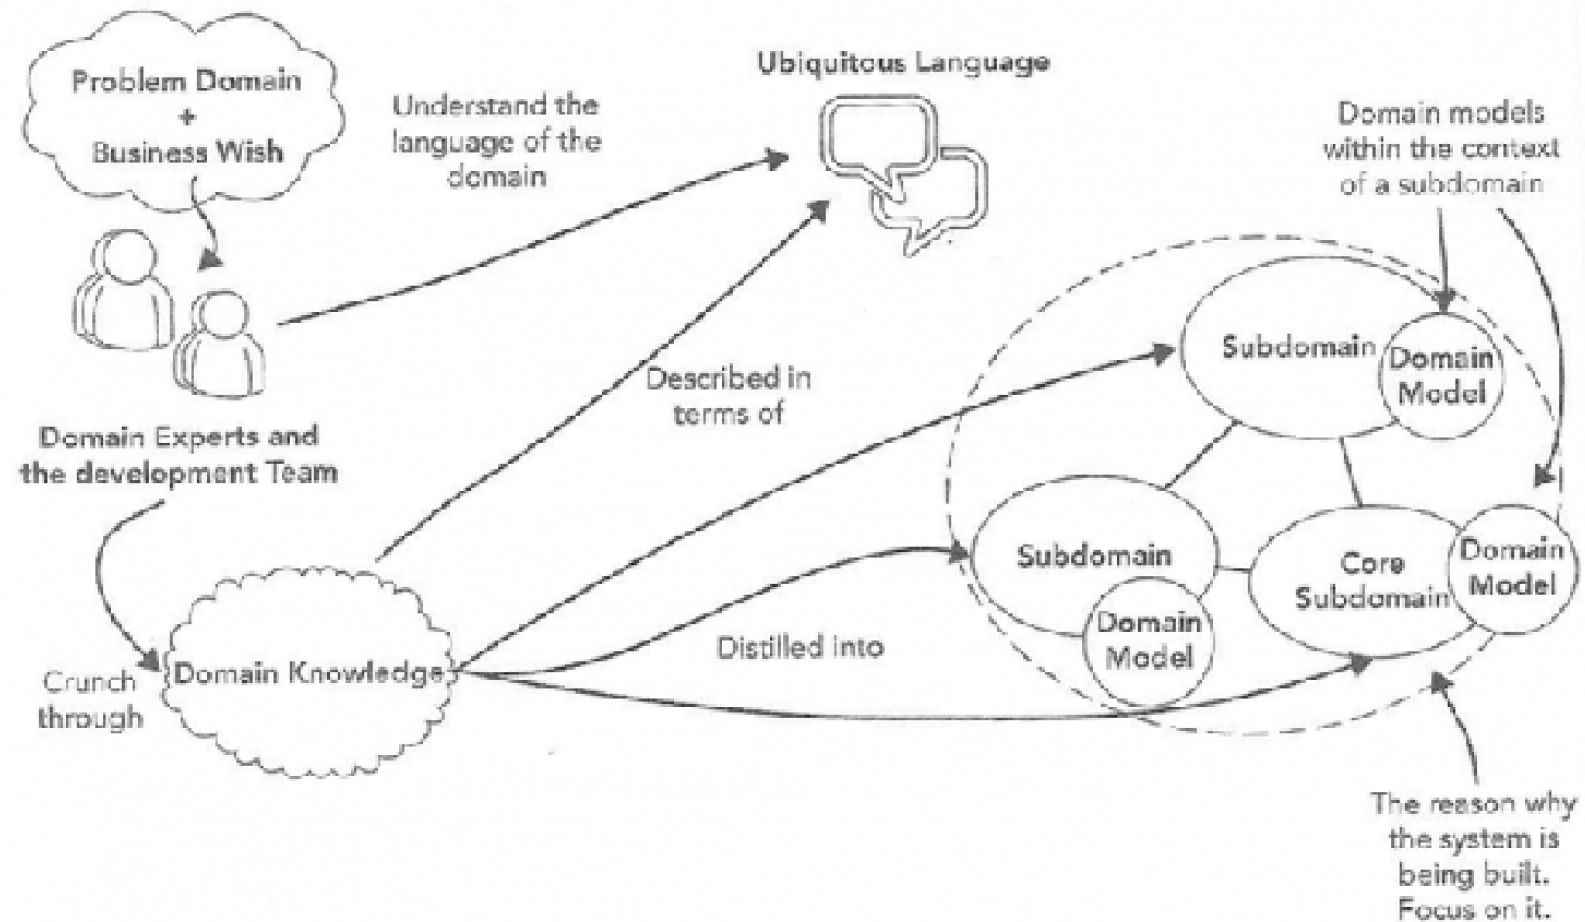 Problem Domain
+
Business Wish
Understand the
language of the
domain
Ubiquitous Language
Domain models
within the context
of a subdomain
Subdomain
Domain
Model
Described in
terms of
Domain Experts and
the development Team
Subdomain
Domain
Model
Core
Subdomain
Domain
Model
Distilled into
Domain Knowledge
Crunch
through
The reason why
the system is
being built.
Focus on it.